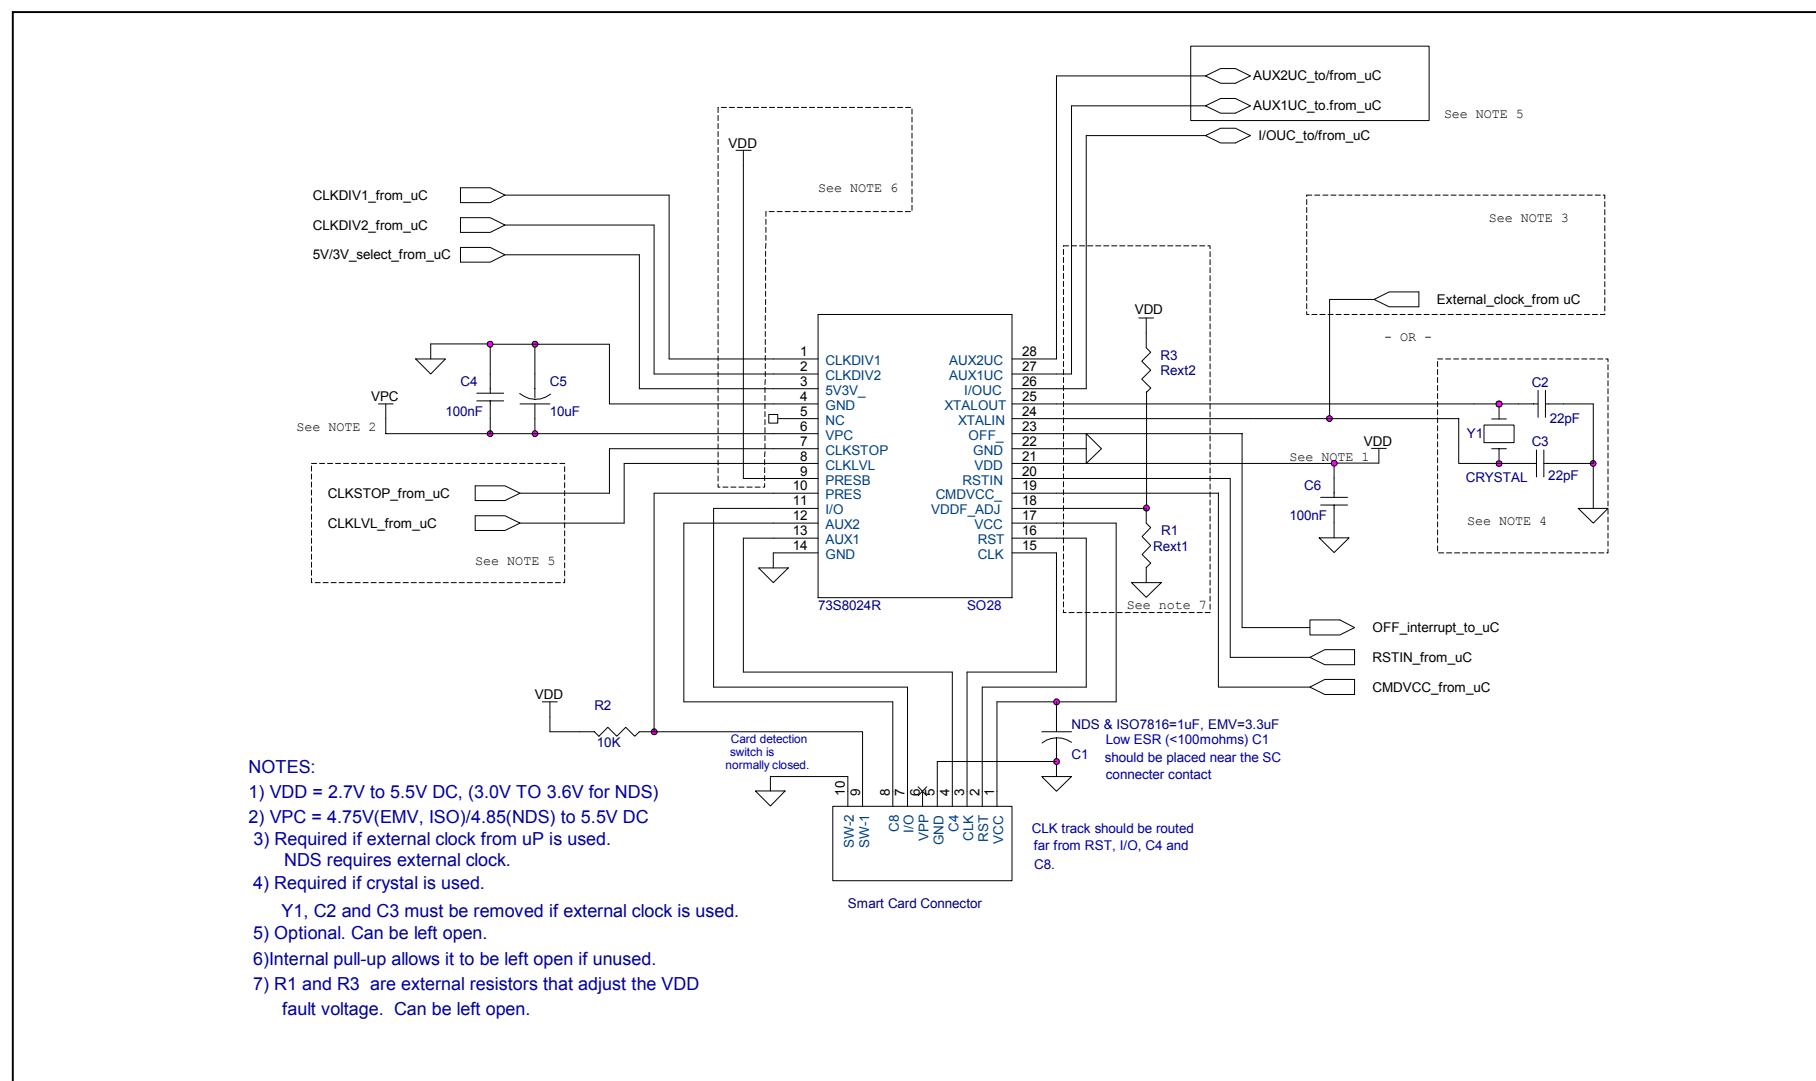 AUX2UC_to/from_uC
AUX1UC_to.from_uC
See NOTE 5
I/OUC_to/from_uC
VDD
See NOTE 6
CLKDIV1_from_uC
CLKDIV2_from_uC
5V/3V_select_from_uC
See NOTE 3
External_clock_from uC
- OR -
VDD
R3
Rext2
C4
100nF
C5
10uF
VPC
See NOTE 2
1
2
3
4
5
6
7
8
9
10
11
12
13
14
CLKDIV1
CLKDIV2
5V3V_
GND
NC
VPC
CLKSTOP
CLKLVL
PRESB
PRES
I/O
AUX2
AUX1
GND
AUX2UC
AUX1UC
I/OUC
XTALOUT
XTALIN
OFF_
GND
VDD
RSTIN
CMDVCC_
VDDF_ADJ
VCC
RST
CLK
28
27
26
25
24
23
22
21
20
19
18
17
16
15
73S8024R
SO28
C2
22pF
Y1
C3
22pF
CRYSTAL
See NOTE 4
See NOTE 1
VDD
C6
100nF
CLKSTOP_from_uC
CLKLVL_from_uC
See NOTE 5
R1
Rext1
See note 7
OFF_interrupt_to_uC
RSTIN_from_uC
CMDVCC_from_uC
VDD
R2
10K
Card detection
switch is
normally closed.
NDS & ISO7816=1uF, EMV=3.3uF
Low ESR (<100mohms) C1
should be placed near the SC
connecter contact
C1
10
9
8
7
6
5
4
3
2
1
SW-2
SW-1
C8
I/O
VPP
GND
C4
CLK
RST
VCC
CLK track should be routed
far from RST, I/O, C4 and
C8.
Smart Card Connector
NOTES:
1) VDD = 2.7V to 5.5V DC, (3.0V TO 3.6V for NDS)
2) VPC = 4.75V(EMV, ISO)/4.85(NDS) to 5.5V DC
3) Required if external clock from uP is used.
NDS requires external clock.
4) Required if crystal is used.
Y1, C2 and C3 must be removed if external clock is used.
5) Optional. Can be left open.
6)Internal pull-up allows it to be left open if unused.
7) R1 and R3 are external resistors that adjust the VDD
fault voltage. Can be left open.